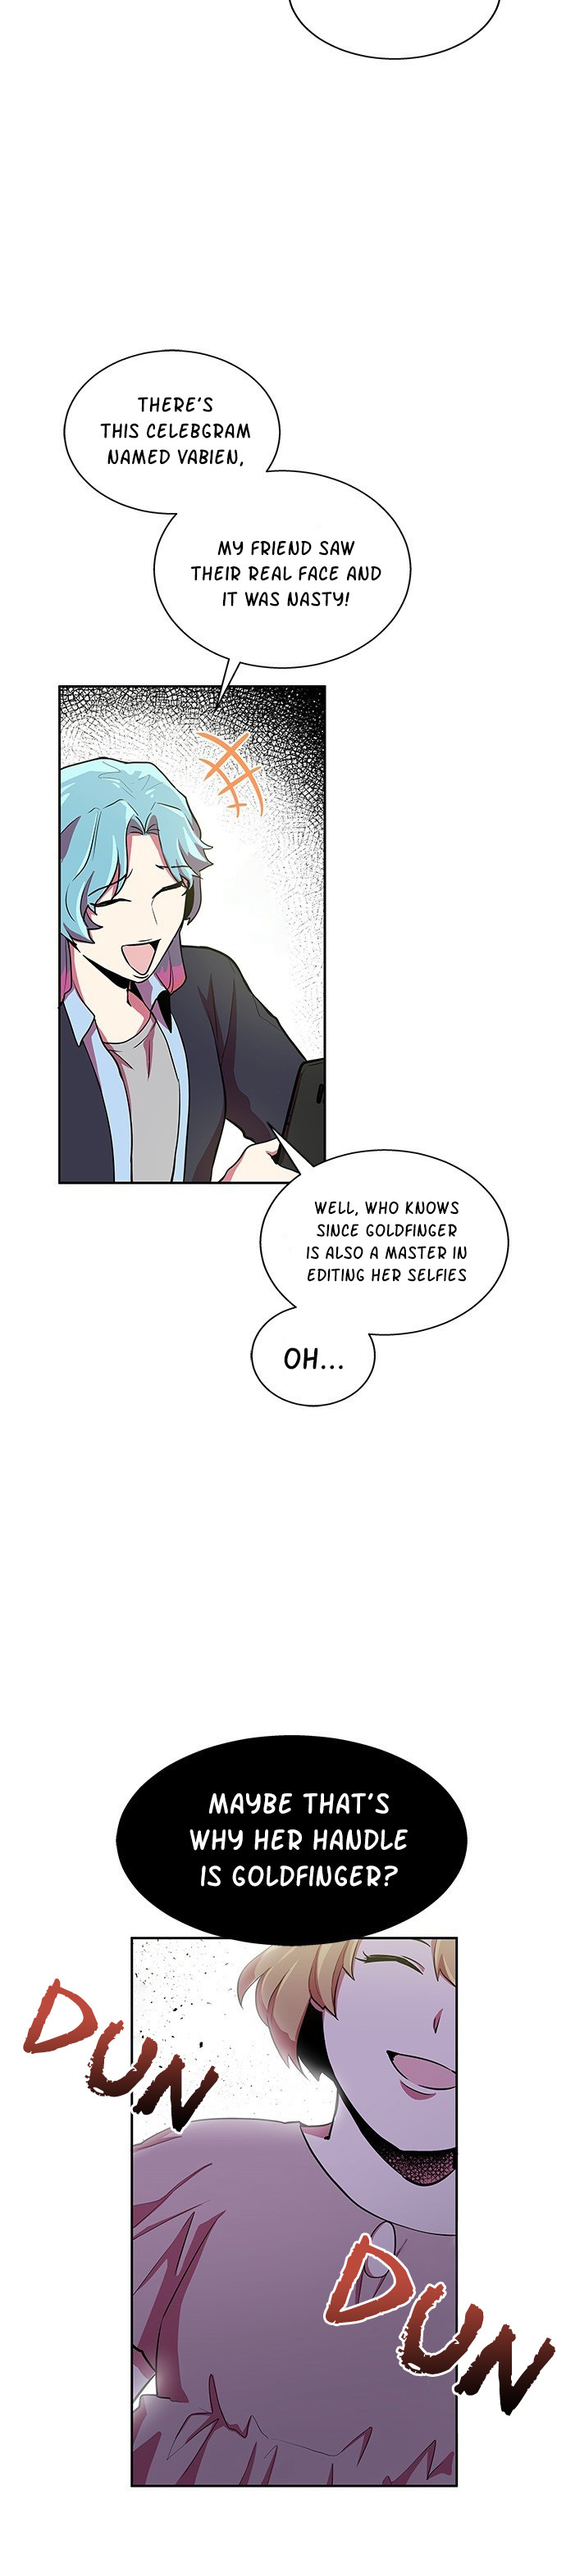 THERE'S
THIS CELEBGRAM
NAMED VABIEN,
MY FRIEND SAW
THEIR REAL FACE AND
IT WAS NASTY!
WELL, WHO KNOWS
SINCE GOLDFINGER
IS ALSO A MASTER IN
EDITING HER SELFIES
OH...
MAYBE THAT'S
WHY HER HANDLE
IS GOLDFINGER?
DUN
DUN